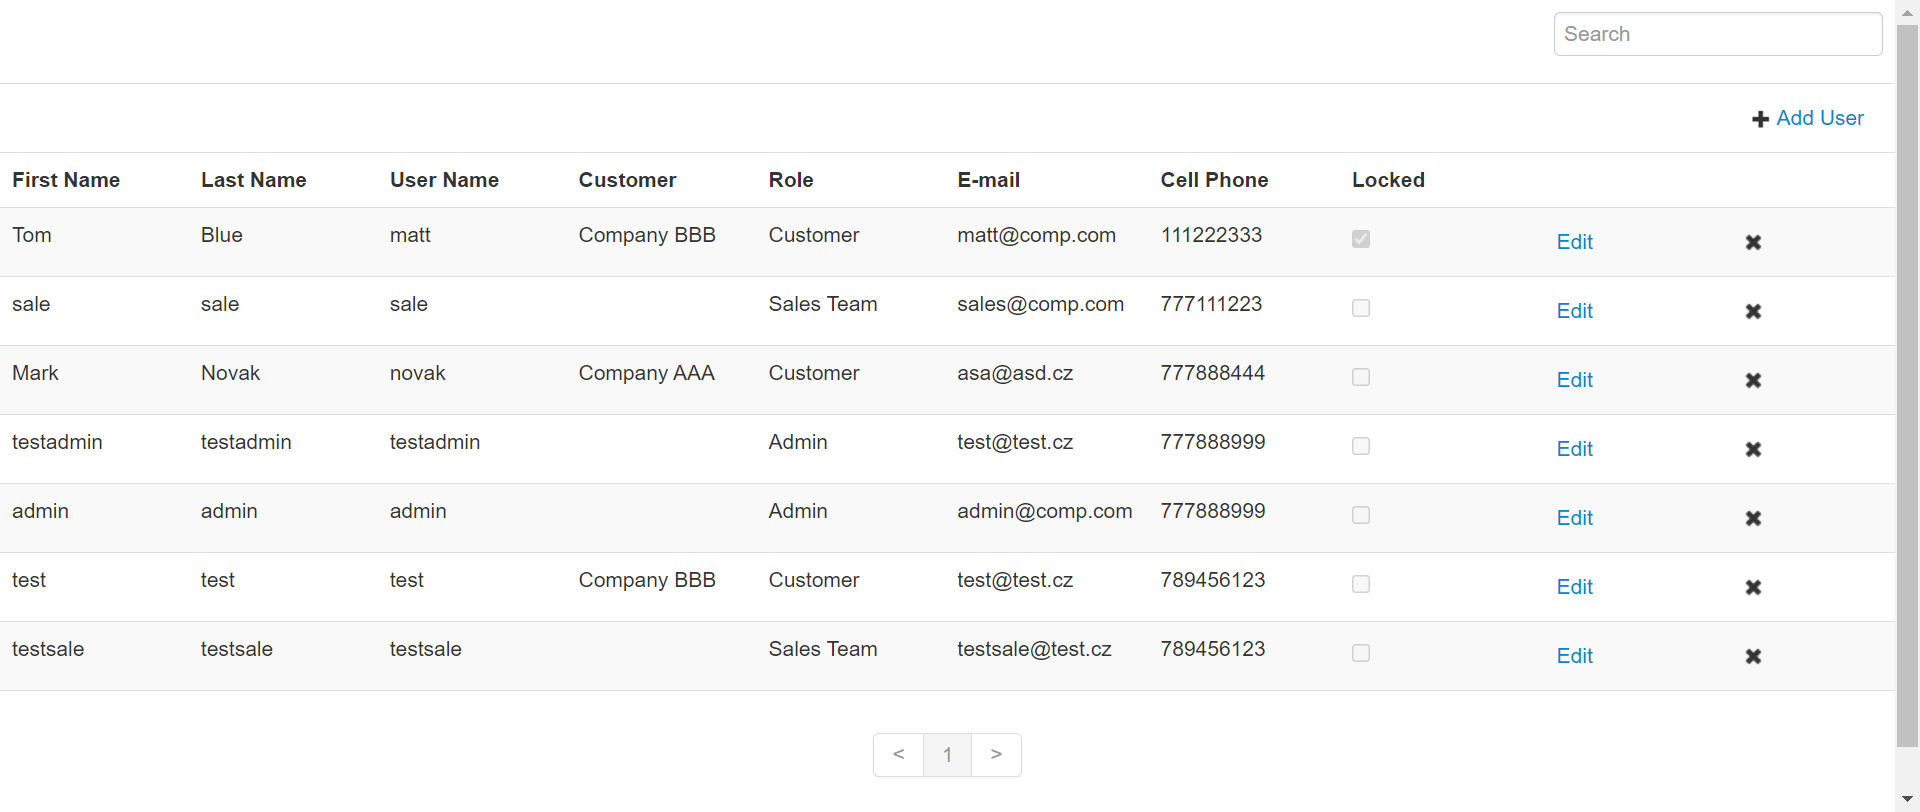 Search
Add User
First Name Last Name User Name Customer Role E-mail Cell Phone Locked
Tom Blue matt Company BBB Customer matt@comp.com 111222333 Edit
sale sale sale Sales Team sales@comp.com 777111223 Edit
Mark Novak novak Company AAA Customer asa@asd.cz 777888444 Edit
testadmin testadmin testadmin Admin test@test.cz 777888999 Edit
admin admin admin Admin admin@comp.com 777888999 Edit
test test test Company BBB Customer test@test.cz 789456123 Edit
testsale testsale testsale Sales Team testsale@test.cz 789456123 Edit
< 1 >